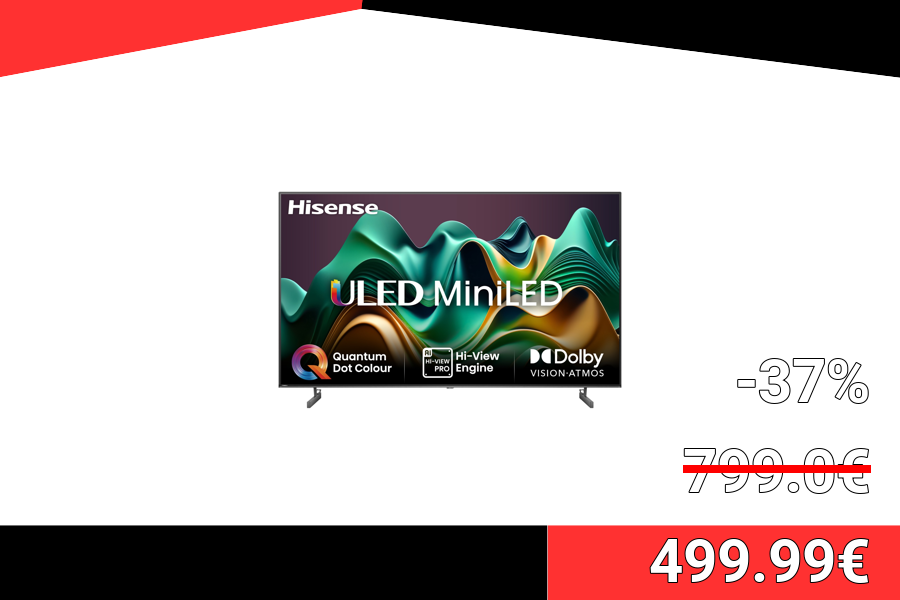 Hisense
ULED MiniLED
Quantum
Dot Colour
AI
HI-VIEW
PRO
Hi-View
Engine
Dolby
VISION·ATMOS
-37%
799.0€
499.99€